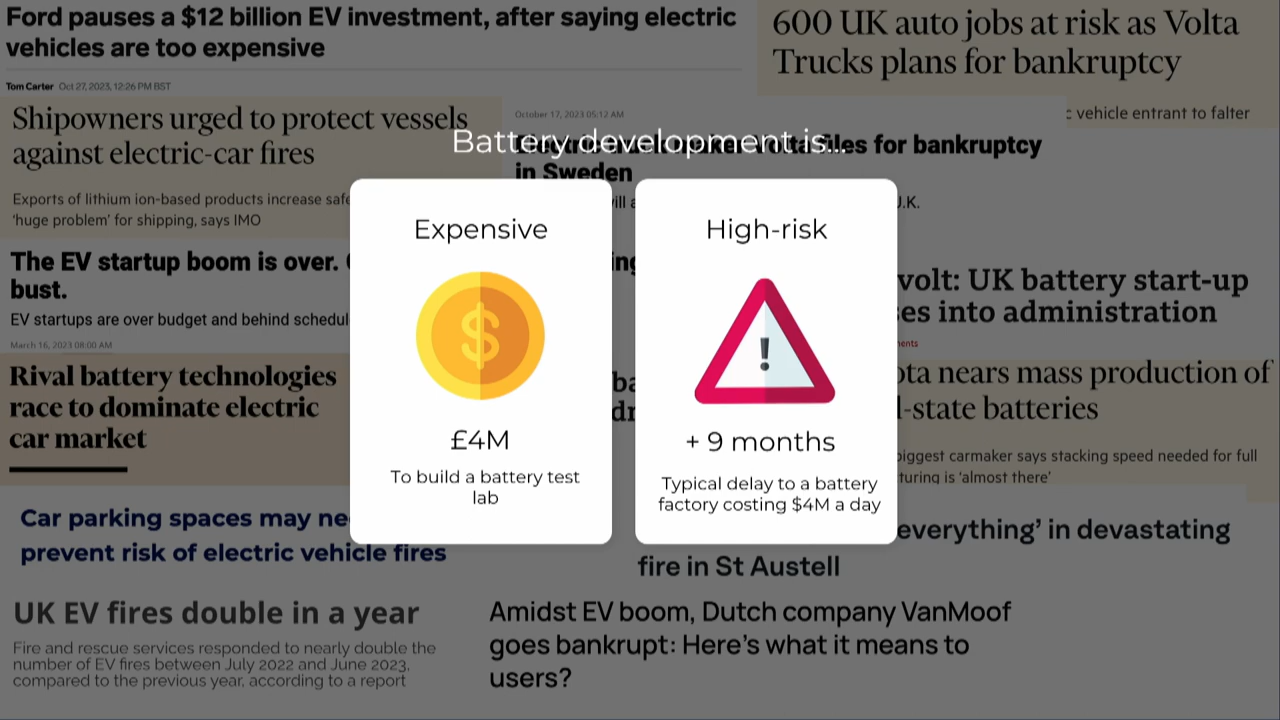 Ford pauses a $12 billion EV investment, after saying electric
vehicles are too expensive
Tom Carter Oct 27, 2023, 12:26 PM BST
600 UK auto jobs at risk as Volta
Trucks plans for bankruptcy
vehicle entrant to falter
Shipowners urged to protect vessels
against electric-car fires
Exports of lithium ion-based products increase safe
‘huge problem’ for shipping, says IMO
October 17, 2023 05:12 AM
files for bankruptcy
in Sweden
U.K.
Battery development is...
Expensive
$
£4M
To build a battery test
lab
High-risk
!
+ 9 months
Typical delay to a battery
factory costing $4M a day
The EV startup boom is over.
bust.
EV startups are over budget and behind schedul
March 16, 2023 08:00 AM
volt: UK battery start-up
es into administration
Rival battery technologies
race to dominate electric
car market
ota nears mass production of
-state batteries
biggest carmaker says stacking speed needed for full
turing is ‘almost there’
Car parking spaces may ne
prevent risk of electric vehicle fires
everything’ in devastating
fire in St Austell
UK EV fires double in a year
Fire and rescue services responded to nearly double the
number of EV fires between July 2022 and June 2023,
compared to the previous year, according to a report
Amidst EV boom, Dutch company VanMoof
goes bankrupt: Here’s what it means to
users?